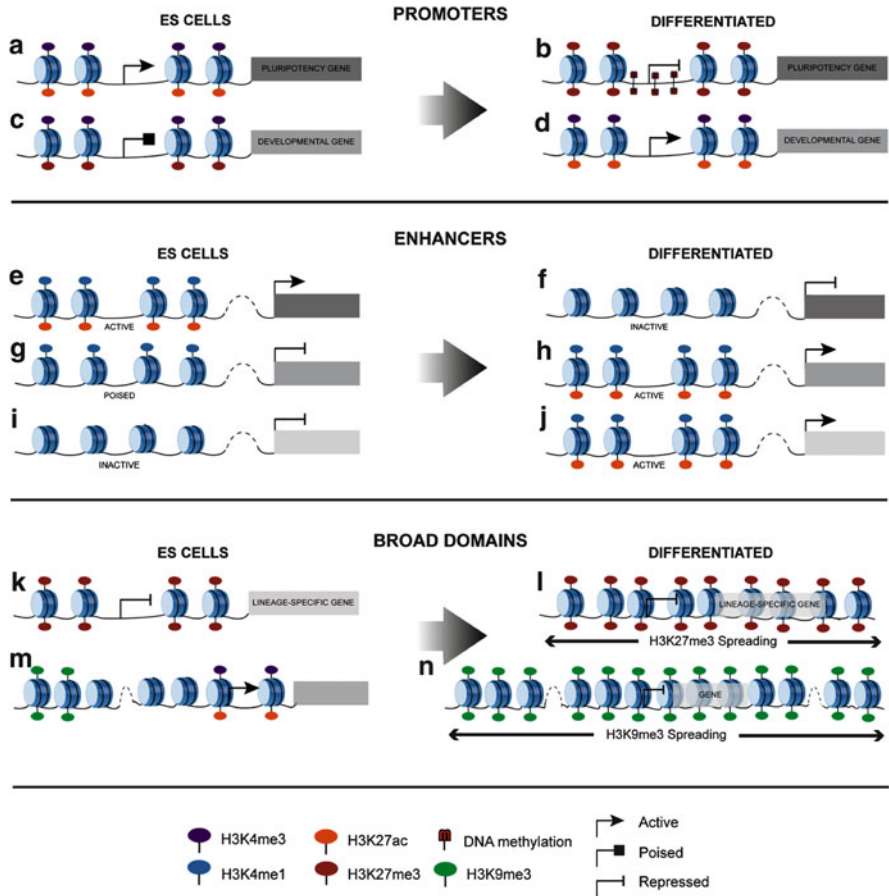 PROMOTERS
ES CELLS
DIFFERENTIATED
a
PLURIPOTENCY GENE
b
PLURIPOTENCY GENE
c
DEVELOPMENTAL GENE
d
DEVELOPMENTAL GENE
ENHANCERS
ES CELLS
DIFFERENTIATED
e
ACTIVE
f
INACTIVE
g
POISED
h
ACTIVE
i
INACTIVE
j
ACTIVE
BROAD DOMAINS
ES CELLS
DIFFERENTIATED
k
LINEAGE-SPECIFIC GENE
l
LINEAGE-SPECIFIC GENE
H3K27me3 Spreading
m
n
GENE
H3K9me3 Spreading
H3K4me3
H3K27ac
m DNA methylation
Active
H3K4me1
H3K27me3
H3K9me3
Poised
Repressed